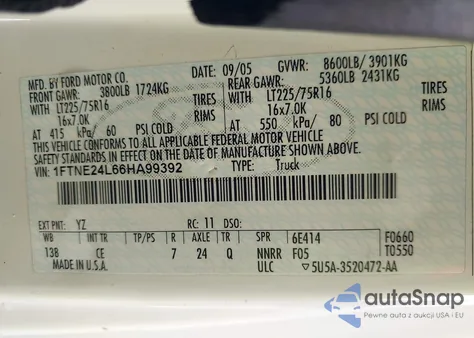 MFD. BY FORD MOTOR CO.
DATE: 09/05 GVWR: 8600LB/ 3901KG
FRONT GAWR: 3800LB 1724KG REAR GAWR: 5360LB 2431KG
WITH LT225/75R16 TIRES WITH LT225/75R16 TIRES
16x7.0K RIMS 16x7.0K RIMS
AT 415 kPa/ 60 PSI COLD AT 550 kPa/ 80 PSI COLD
THIS VEHICLE CONFORMS TO ALL APPLICABLE FEDERAL MOTOR VEHICLE
SAFETY STANDARDS IN EFFECT ON THE DATE OF MANUFACTURE SHOWN ABOVE.
VIN: 1FTNE24L66HA99392 TYPE: Truck
EXT PNT: YZ RC: 11 DSO:
WB INT TR TP/PS R AXLE TR SPR 6E414 F0660
138 CE 7 24 Q NNRR F05 T0550
MADE IN U.S.A. ULC ▽5U5A-3520472-AA
autoSnap
Pewne auta z USA i EU